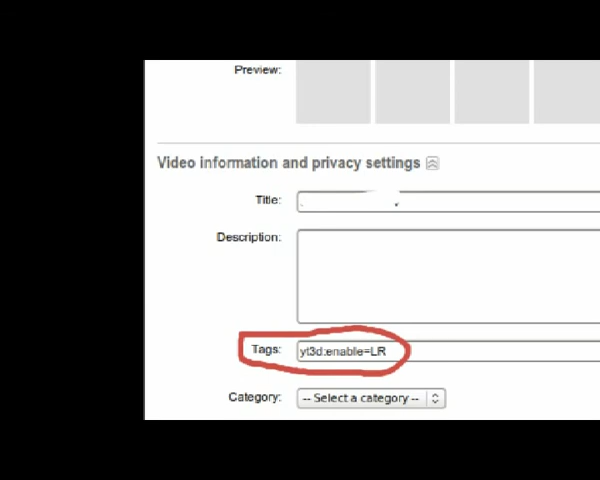 Preview:
Video information and privacy settings
Title:
Description:
Tags: yt3d:enable=LR
Category: -- Select a category --